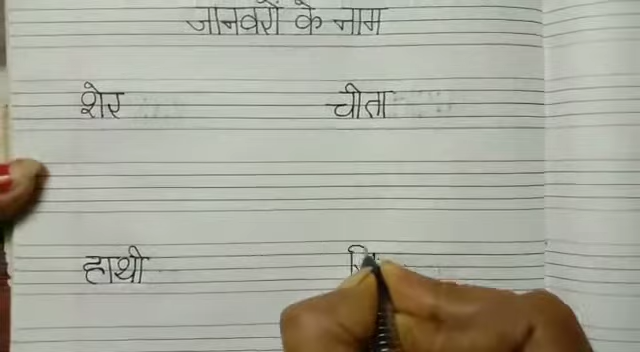 जानवरों के नाम
शेर चीता
हाथी